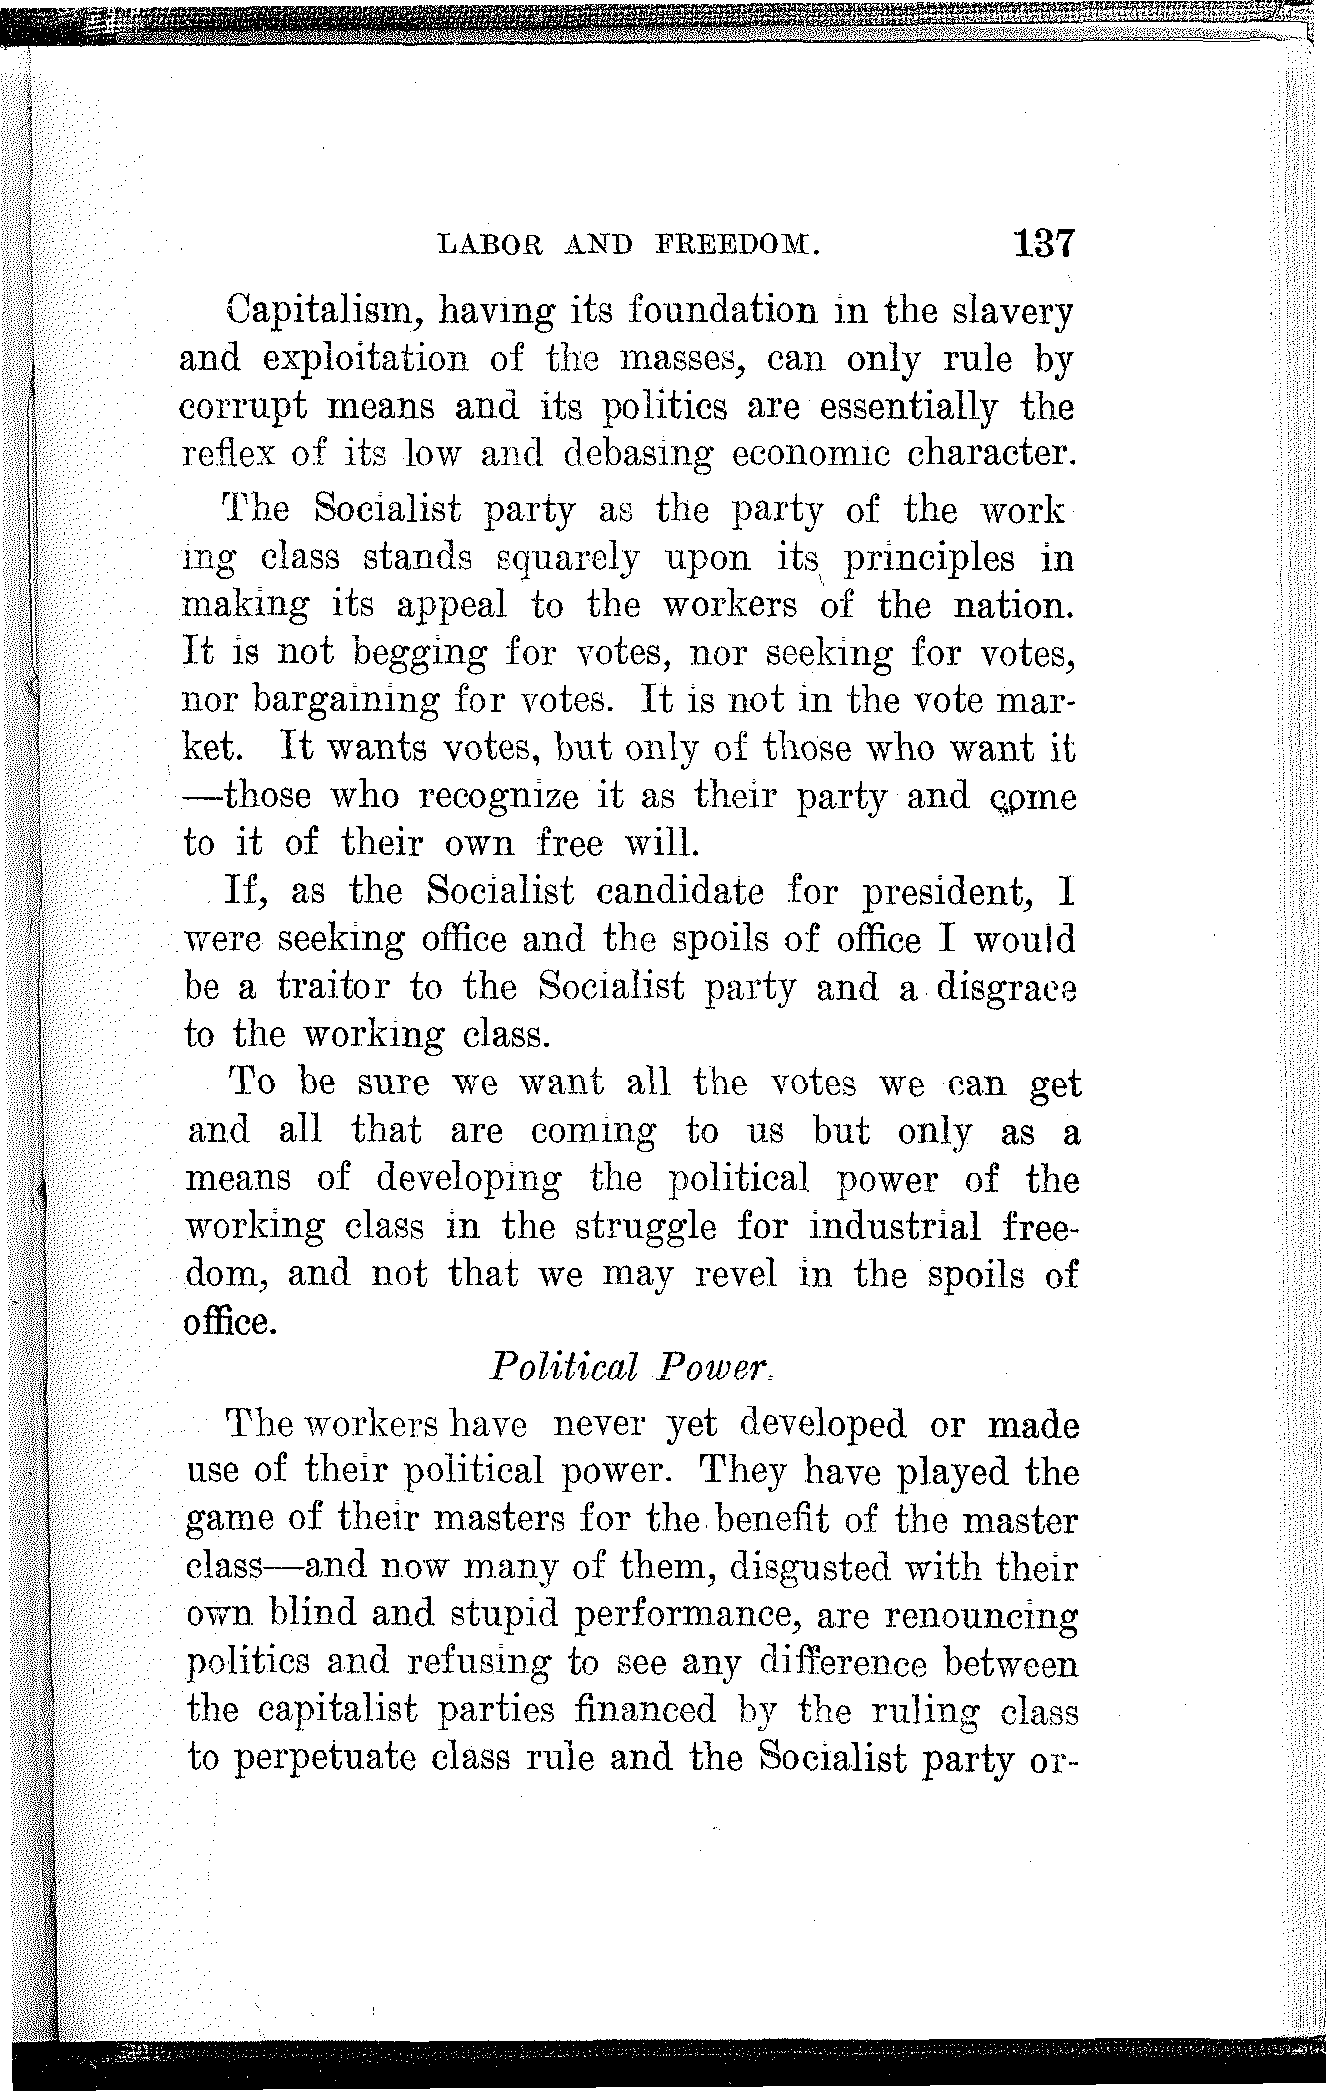 LABOR AND FREEDOM. 137
Capitalism, having its foundation in the slavery
and exploitation of the masses, can only rule by
corrupt means and its politics are essentially the
reflex of its low and debasing economic character.
The Socialist party as the party of the work
ing class stands squarely upon its principles in
making its appeal to the workers of the nation.
It is not begging for votes, nor seeking for votes,
nor bargaining for votes. It is not in the vote mar-
ket. It wants votes, but only of those who want it
—those who recognize it as their party and come
to it of their own free will.
If, as the Socialist candidate for president, I
were seeking office and the spoils of office I would
be a traitor to the Socialist party and a disgrace
to the working class.
To be sure we want all the votes we can get
and all that are coming to us but only as a
means of developing the political power of the
working class in the struggle for industrial free-
dom, and not that we may revel in the spoils of
office.
Political Power.
The workers have never yet developed or made
use of their political power. They have played the
game of their masters for the benefit of the master
class—and now many of them, disgusted with their
own blind and stupid performance, are renouncing
politics and refusing to see any difference between
the capitalist parties financed by the ruling class
to perpetuate class rule and the Socialist party or-